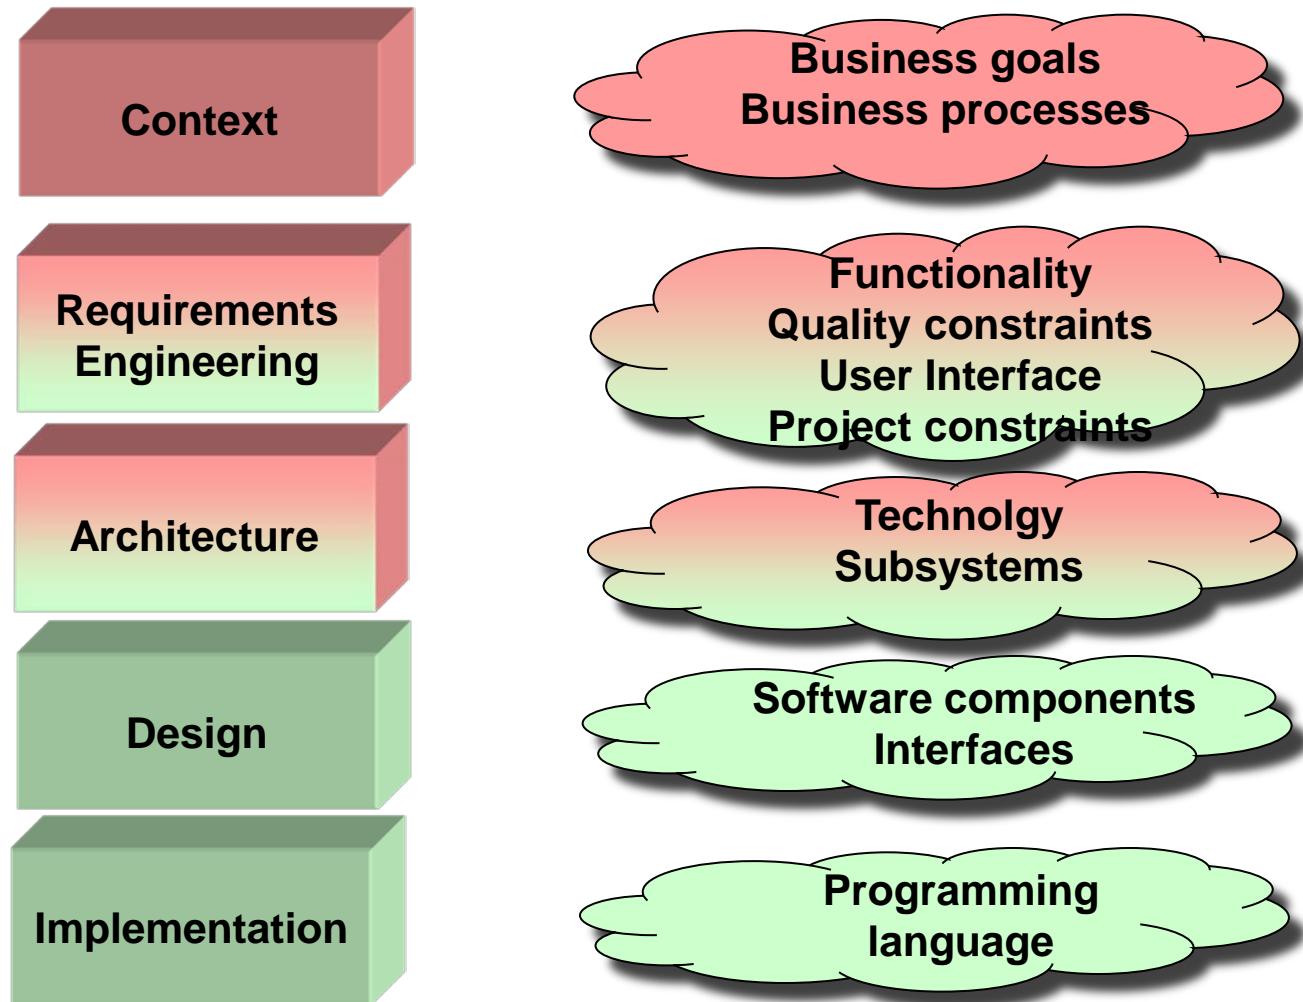 Context
Business goals
Business processes
Requirements
Engineering
Functionality
Quality constraints
User Interface
Project constraints
Architecture
Technolgy
Subsystems
Design
Software components
Interfaces
Implementation
Programming
language